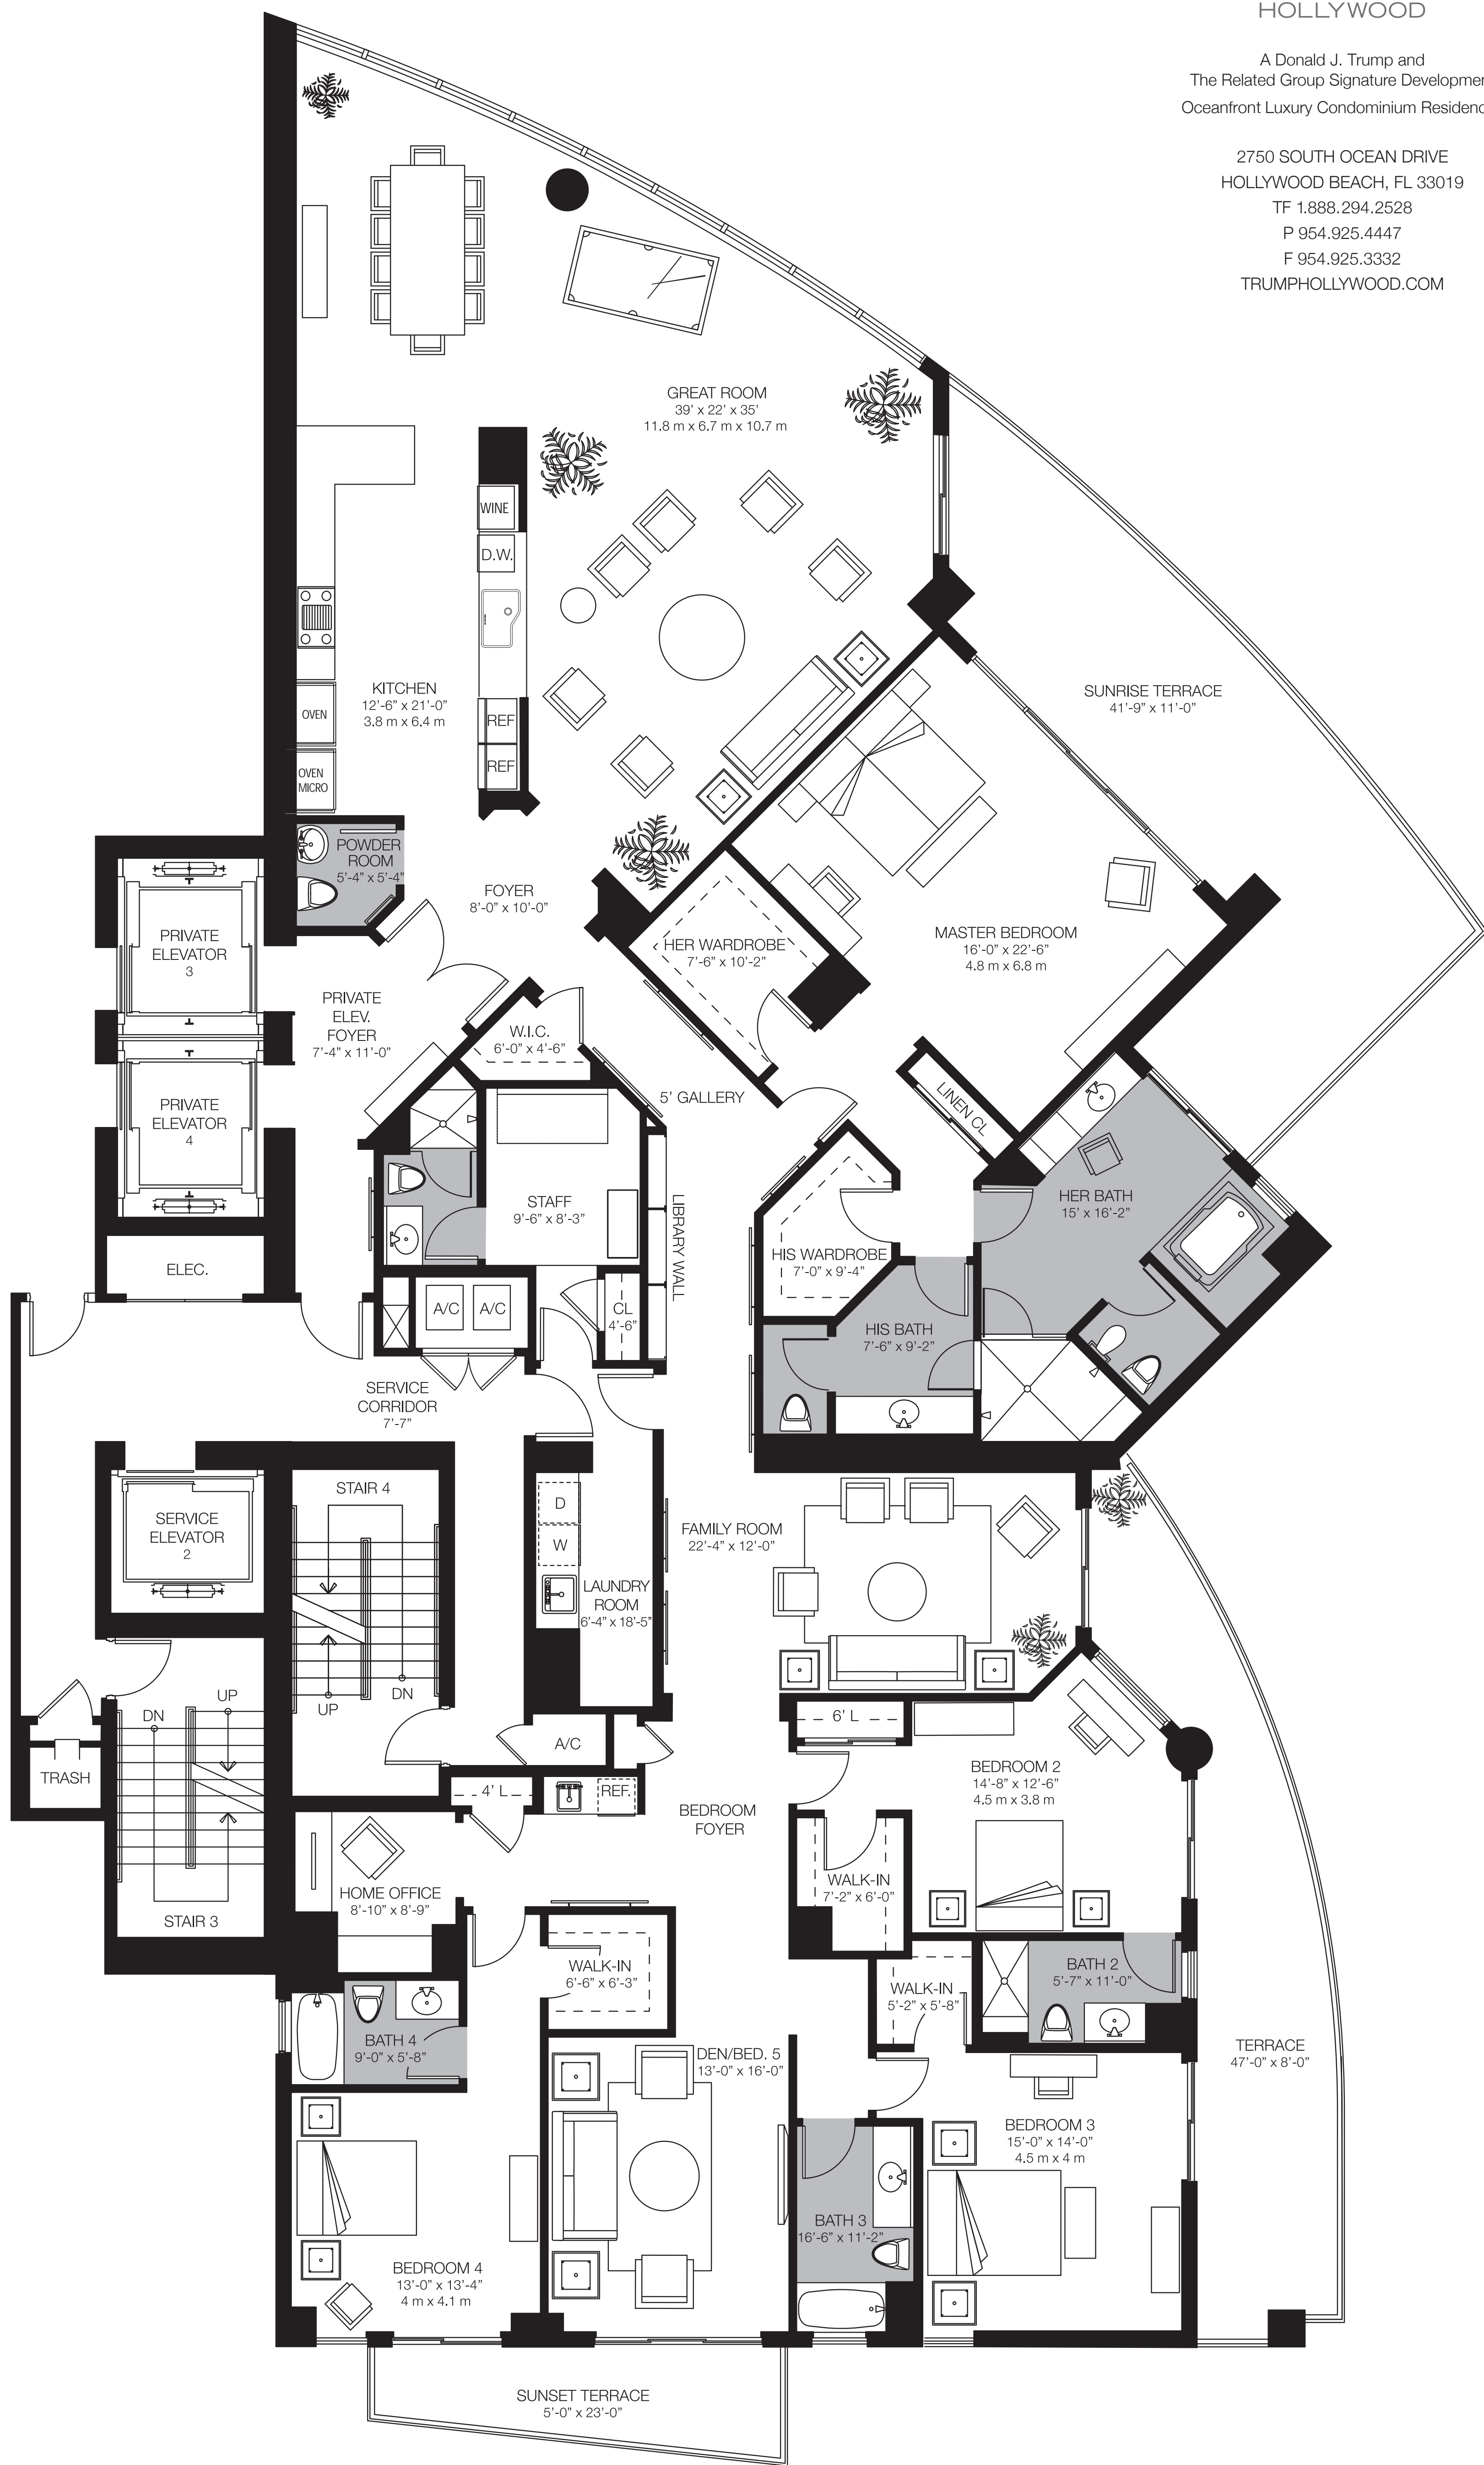 HOLLYWOOD
A Donald J. Trump and
The Related Group Signature Developmen
Oceanfront Luxury Condominium Residenc
2750 SOUTH OCEAN DRIVE
HOLLYWOOD BEACH, FL 33019
TF 1.888.294.2528
P 954.925.4447
F 954.925.3332
TRUMPHOLLYWOOD.COM
GREAT ROOM
39' x 22' x 35'
11.8 m x 6.7 m x 10.7 m
WINE
D.W.
KITCHEN
12'-6" x 21'-0"
3.8 m x 6.4 m
OVEN
REF
REF
OVEN
MICRO
SUNRISE TERRACE
41'-9" x 11'-0"
POWDER
ROOM
5'-4" x 5'-4"
FOYER
8'-0" x 10'-0"
PRIVATE
ELEVATOR
3
HER WARDROBE
7'-6" x 10'-2"
MASTER BEDROOM
16'-0" x 22'-6"
4.8 m x 6.8 m
PRIVATE
ELEV.
FOYER
7'-4" x 11'-0"
W.I.C.
6'-0" x 4'-6"
5' GALLERY
LINEN CL
PRIVATE
ELEVATOR
4
STAFF
9'-6" x 8'-3"
LIBRARY WALL
HER BATH
15' x 16'-2"
HIS WARDROBE
7'-0" x 9'-4"
ELEC.
A/C
A/C
CL
4'-6"
HIS BATH
7'-6" x 9'-2"
SERVICE
CORRIDOR
7'-7"
STAIR 4
SERVICE
ELEVATOR
2
D
W
FAMILY ROOM
22'-4" x 12'-0"
LAUNDRY
ROOM
6'-4" x 18'-5"
UP
DN
DN
UP
TRASH
A/C
6' L
BEDROOM 2
14'-8" x 12'-6"
4.5 m x 3.8 m
4' L
REF.
BEDROOM
FOYER
HOME OFFICE
8'-10" x 8'-9"
WALK-IN
7'-2" x 6'-0"
STAIR 3
WALK-IN
6'-6" x 6'-3"
WALK-IN
5'-2" x 5'-8"
BATH 2
5'-7" x 11'-0"
BATH 4
9'-0" x 5'-8"
DEN/BED. 5
13'-0" x 16'-0"
TERRACE
47'-0" x 8'-0"
BEDROOM 3
15'-0" x 14'-0"
4.5 m x 4 m
BATH 3
16'-6" x 11'-2"
BEDROOM 4
13'-0" x 13'-4"
4 m x 4.1 m
SUNSET TERRACE
5'-0" x 23'-0"